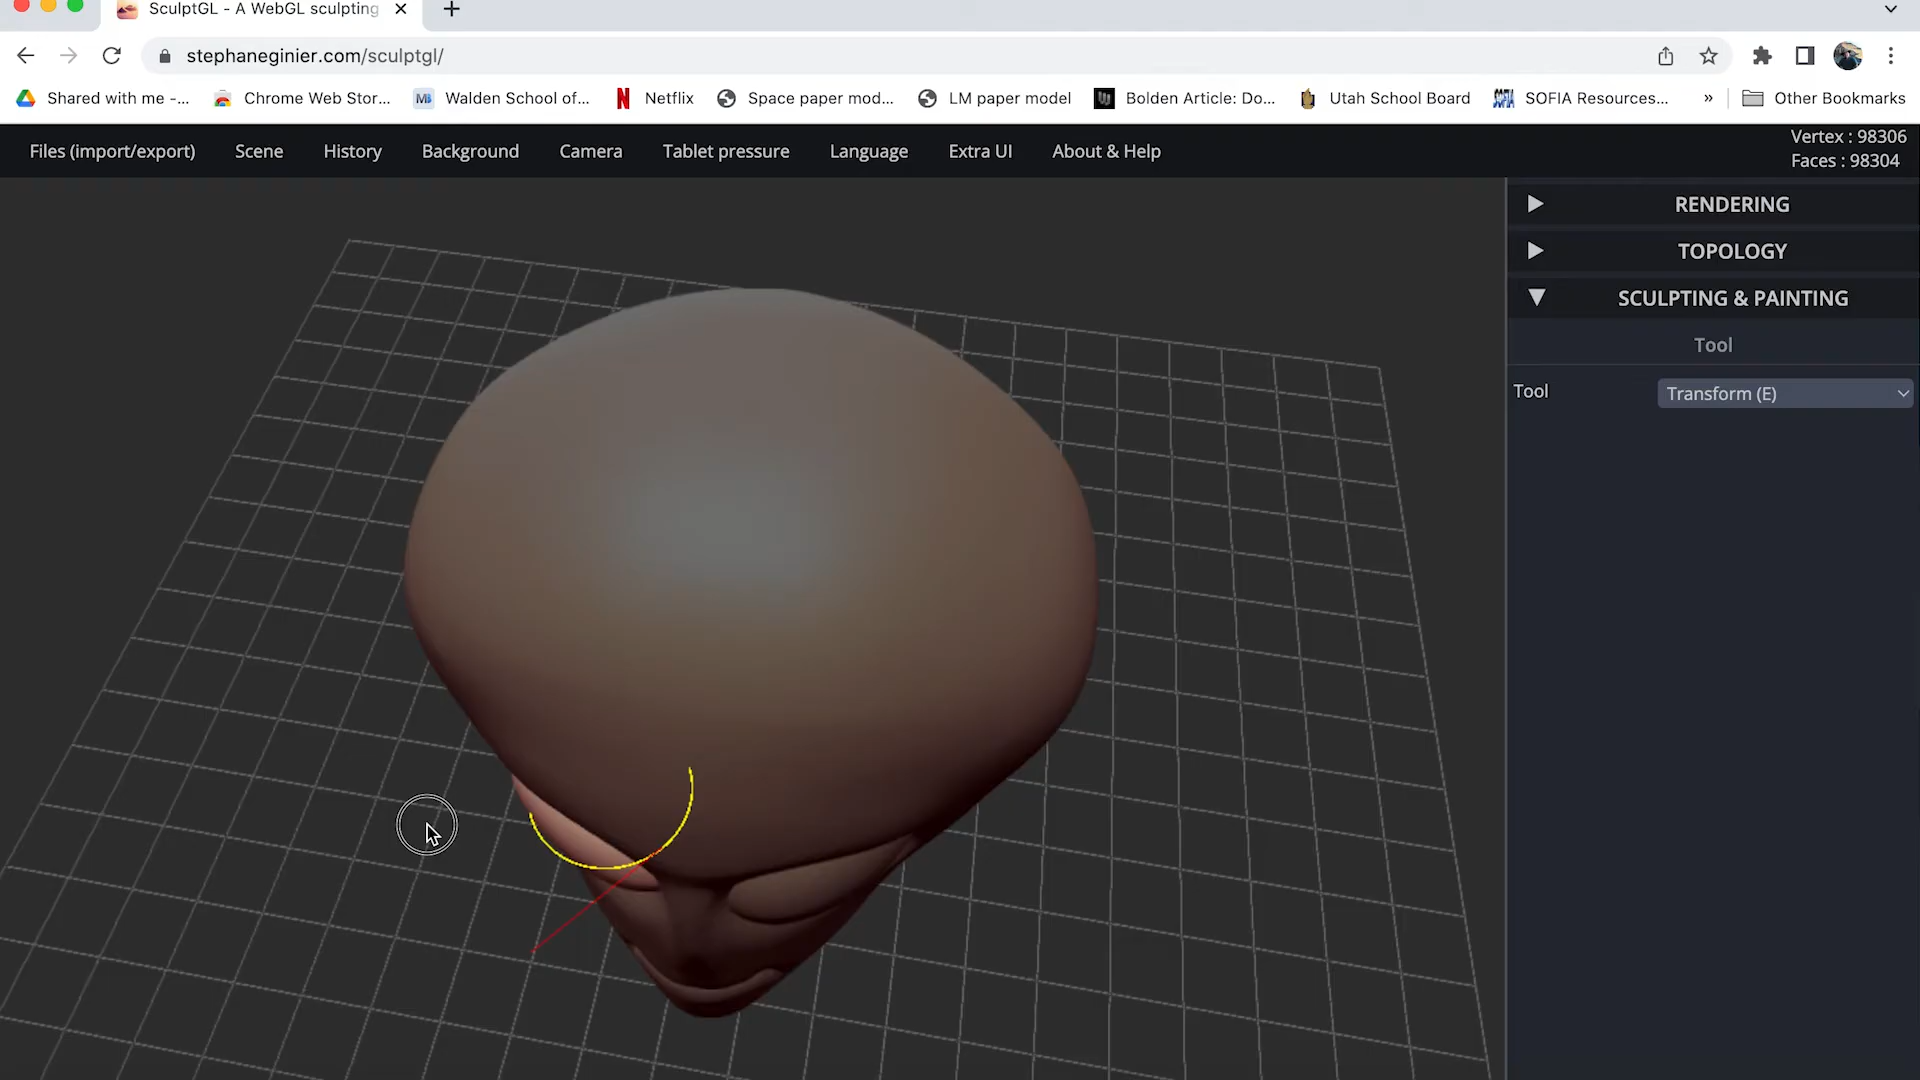 SculptGL - A WebGL sculpting
stephaneginier.com/sculptgl/
Shared with me -... Chrome Web Stor... MB Walden School of... Netflix Space paper mod... LM paper model Bolden Article: Do... Utah School Board SOFIA SOFIA Resources... » Other Bookmarks
Files (import/export) Scene History Background Camera Tablet pressure Language Extra UI About & Help
Vertex : 98306
Faces : 98304
RENDERING
TOPOLOGY
SCULPTING & PAINTING
Tool
Tool Transform (E)